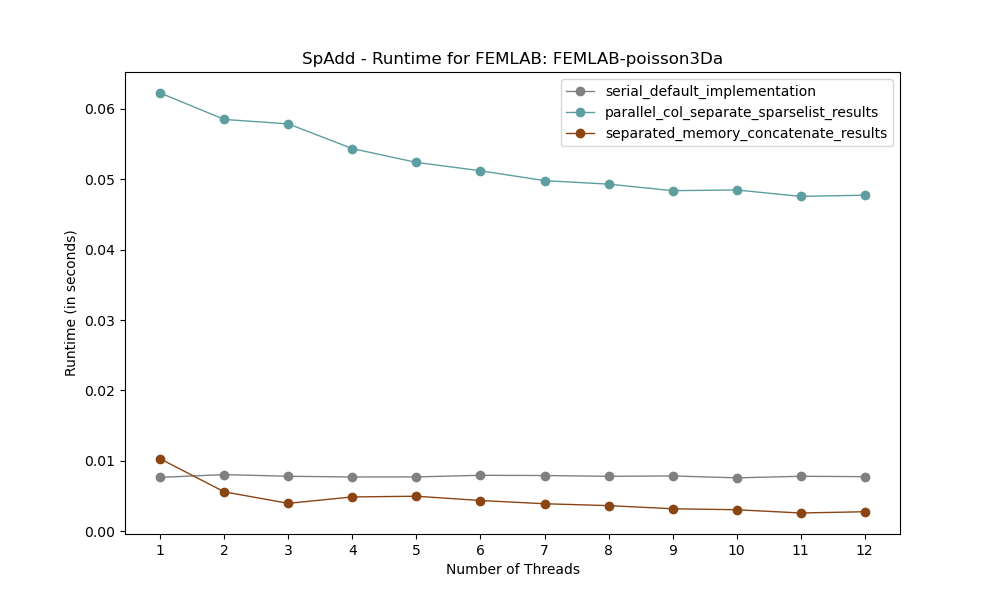 SpAdd - Runtime for FEMLAB: FEMLAB-poisson3Da
serial_default_implementation
parallel_col_separate_sparselist_results
separated_memory_concatenate_results
Runtime (in seconds)
0.06
0.05
0.04
0.03
0.02
0.01
0.00
1 2 3 4 5 6 7 8 9 10 11 12
Number of Threads